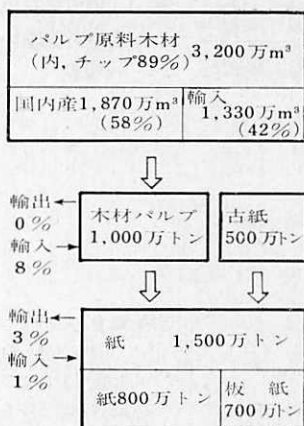 パルプ原料木材
(内,チップ89%) 3,200万m³
国内産1,870万m³
(58%)
輸入
1,330万m³
(42%)
輸出
0%
輸入
8%
木材パルプ
1,000万トン
古紙
500万トン
輸出
3%
輸入
1%
紙 1,500万トン
紙800万トン
板紙
700万トン